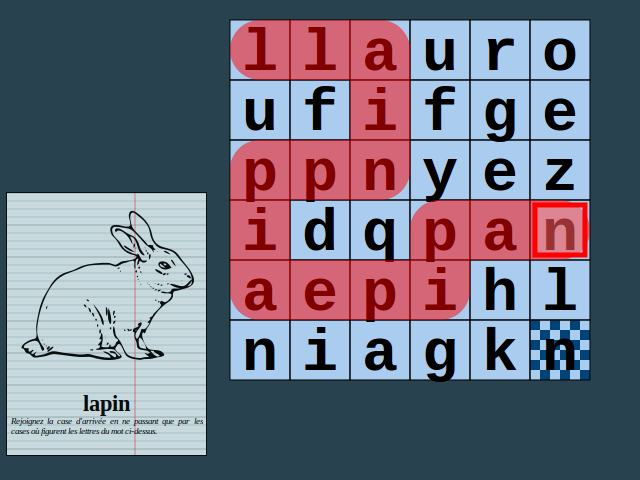 l l a u r o
u f i f g e
p p n y e z
i d q p a n
a e p i h l
n i a g k n
lapin
Rejoignez la case d'arrivée en ne passant que par les
cases où figurent les lettres du mot ci-dessus.